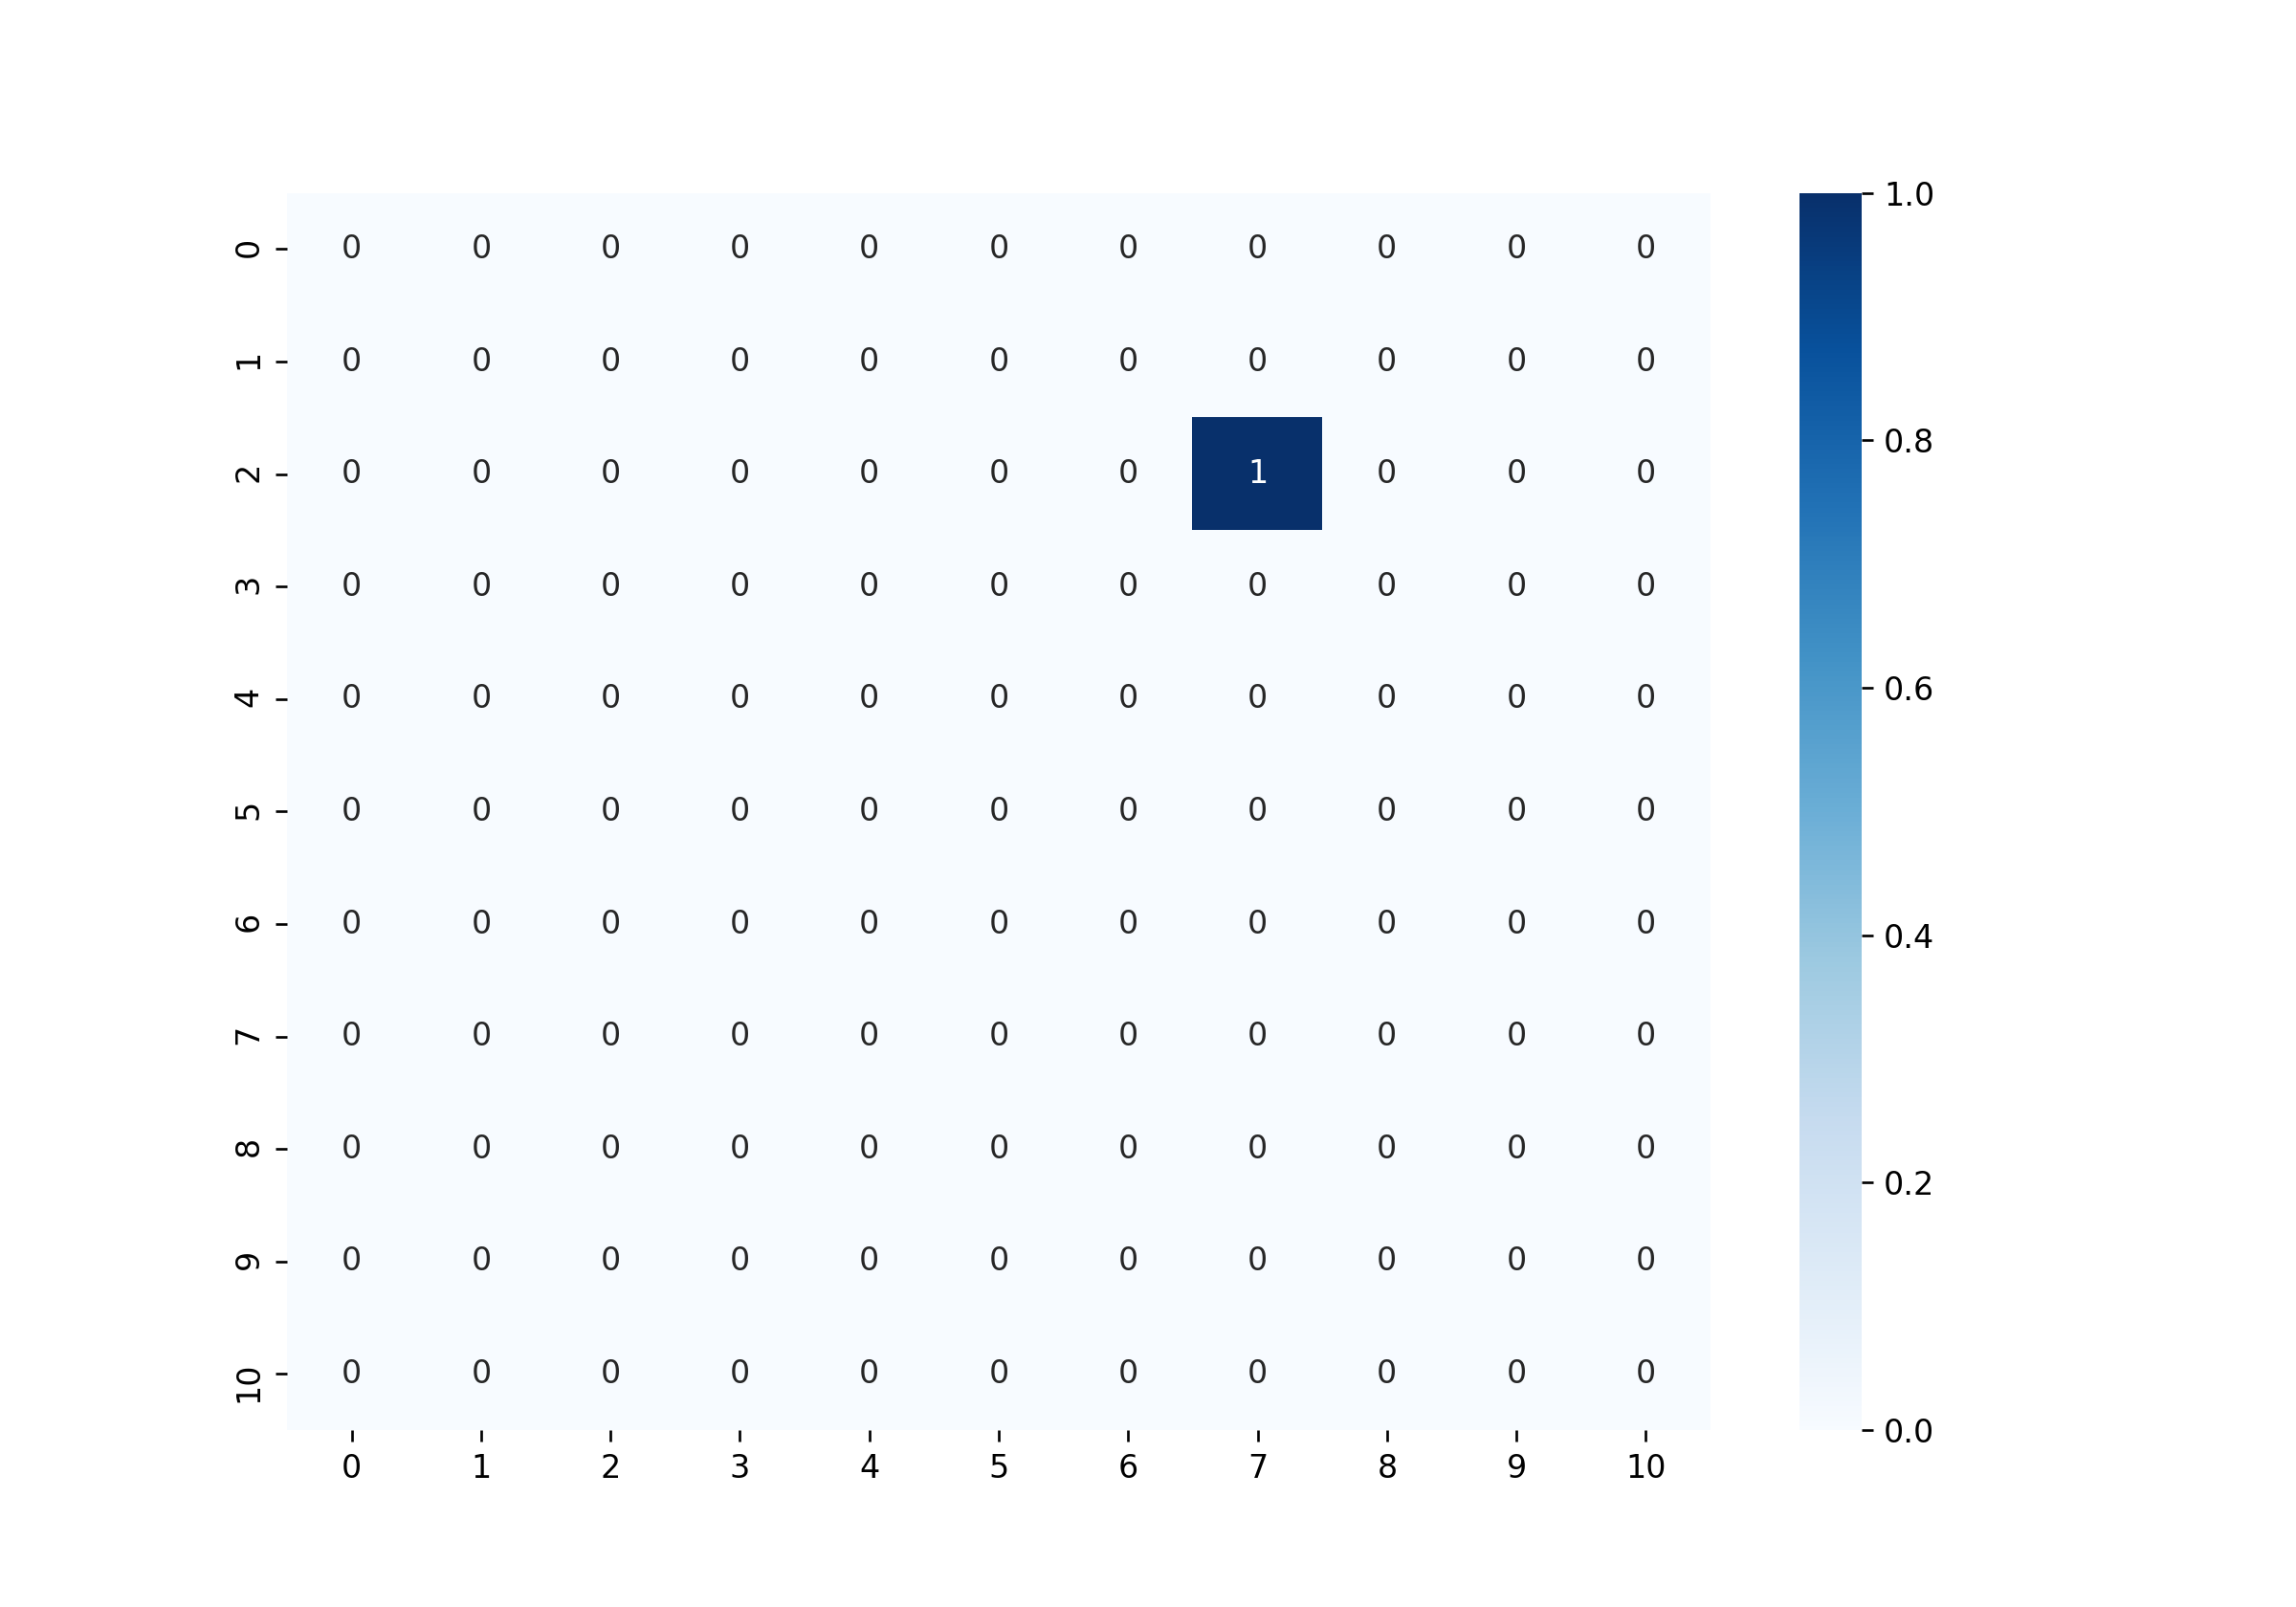 1.0
0 0 0 0 0 0 0 0 0 0 0 0
1 0 0 0 0 0 0 0 0 0 0 0
0.8
2 0 0 0 0 0 0 0 1 0 0 0
3 0 0 0 0 0 0 0 0 0 0 0
0.6
4 0 0 0 0 0 0 0 0 0 0 0
5 0 0 0 0 0 0 0 0 0 0 0
6 0 0 0 0 0 0 0 0 0 0 0
0.4
7 0 0 0 0 0 0 0 0 0 0 0
8 0 0 0 0 0 0 0 0 0 0 0
0.2
9 0 0 0 0 0 0 0 0 0 0 0
10 0 0 0 0 0 0 0 0 0 0 0
0.0
0 1 2 3 4 5 6 7 8 9 10